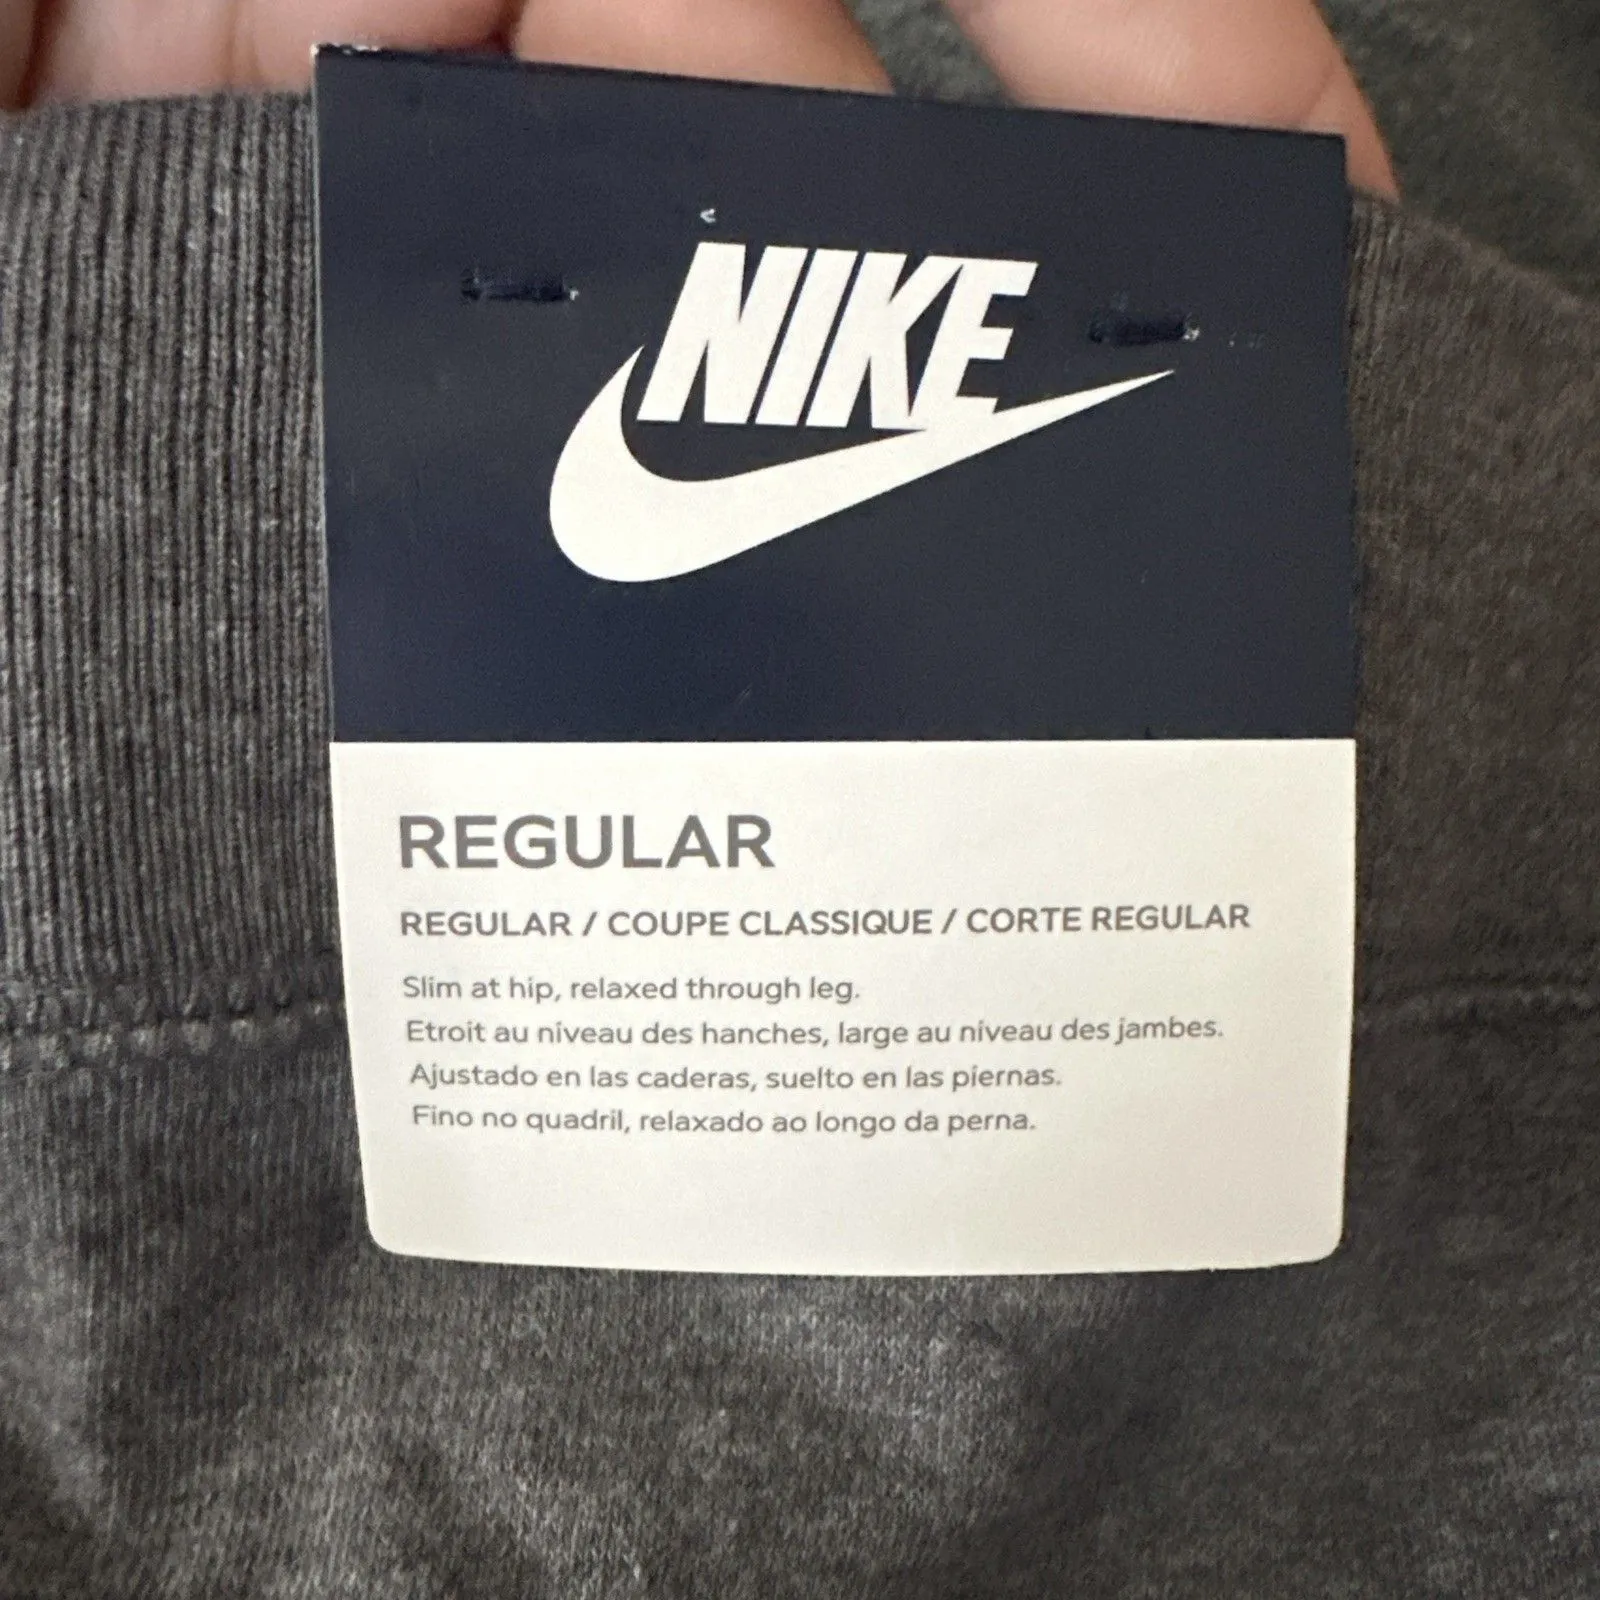 NIKE
REGULAR
REGULAR / COUPE CLASSIQUE / CORTE REGULAR
Slim at hip, relaxed through leg.
Etroit au niveau des hanches, large au niveau des jambes.
Ajustado en las caderas, suelto en las piernas.
Fino no quadril, relaxado ao longo da perna.